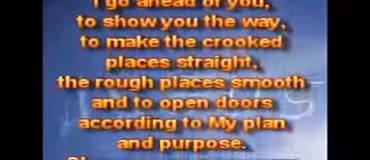 I go ahead of you,
to show you the way,
to make the crooked
places straight,
the rough places smooth
and to open doors
according to My plan
and purpose.